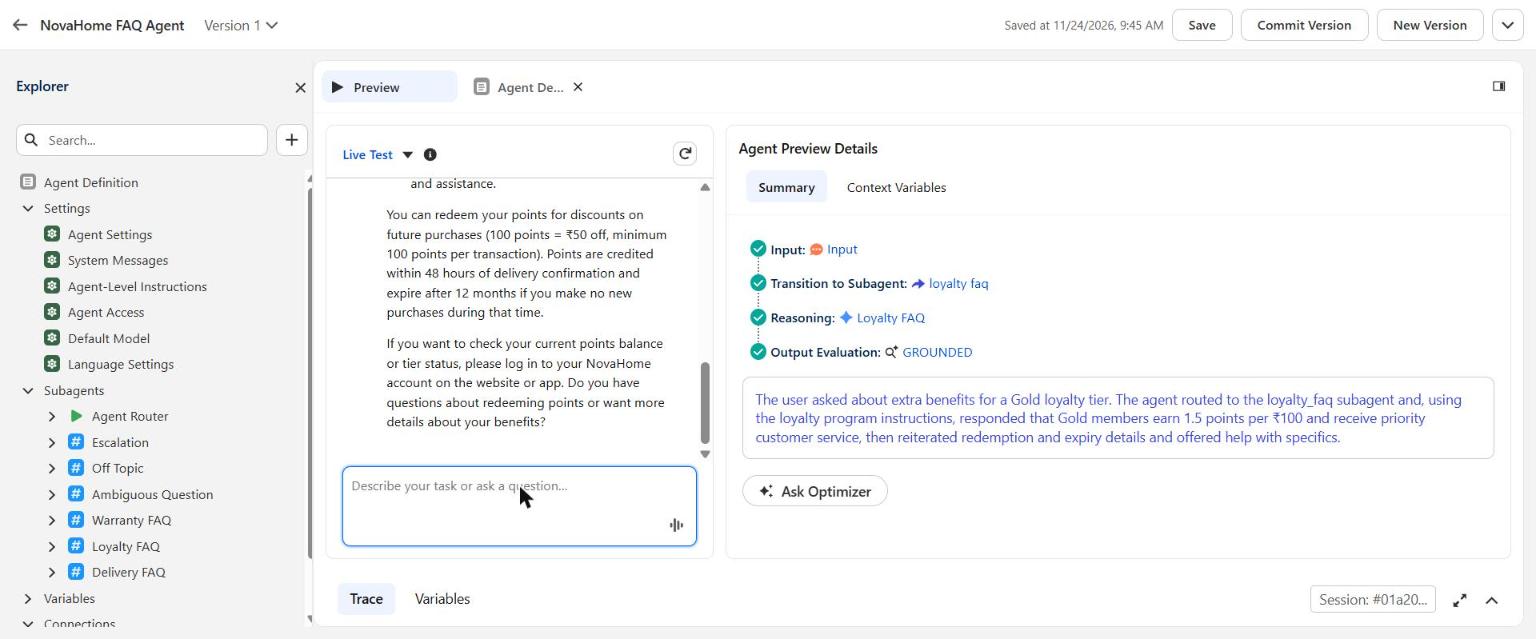 NovaHome FAQ Agent
Version 1
Saved at 11/24/2026, 9:45 AM
Save
Commit Version
New Version
Explorer
Search...
Agent Definition
Settings
Agent Settings
System Messages
Agent-Level Instructions
Agent Access
Default Model
Language Settings
Subagents
Agent Router
Escalation
Off Topic
Ambiguous Question
Warranty FAQ
Loyalty FAQ
Delivery FAQ
Variables
Connections
Preview
Agent De...
Live Test
and assistance.
You can redeem your points for discounts on
future purchases (100 points = ₹50 off, minimum
100 points per transaction). Points are credited
within 48 hours of delivery confirmation and
expire after 12 months if you make no new
purchases during that time.
If you want to check your current points balance
or tier status, please log in to your NovaHome
account on the website or app. Do you have
questions about redeeming points or want more
details about your benefits?
Describe your task or ask a question...
Agent Preview Details
Summary
Context Variables
Input: Input
Transition to Subagent: loyalty faq
Reasoning: Loyalty FAQ
Output Evaluation: GROUNDED
The user asked about extra benefits for a Gold loyalty tier. The agent routed to the loyalty_faq subagent and, using
the loyalty program instructions, responded that Gold members earn 1.5 points per ₹100 and receive priority
customer service, then reiterated redemption and expiry details and offered help with specifics.
Ask Optimizer
Trace
Variables
Session: #01a20...